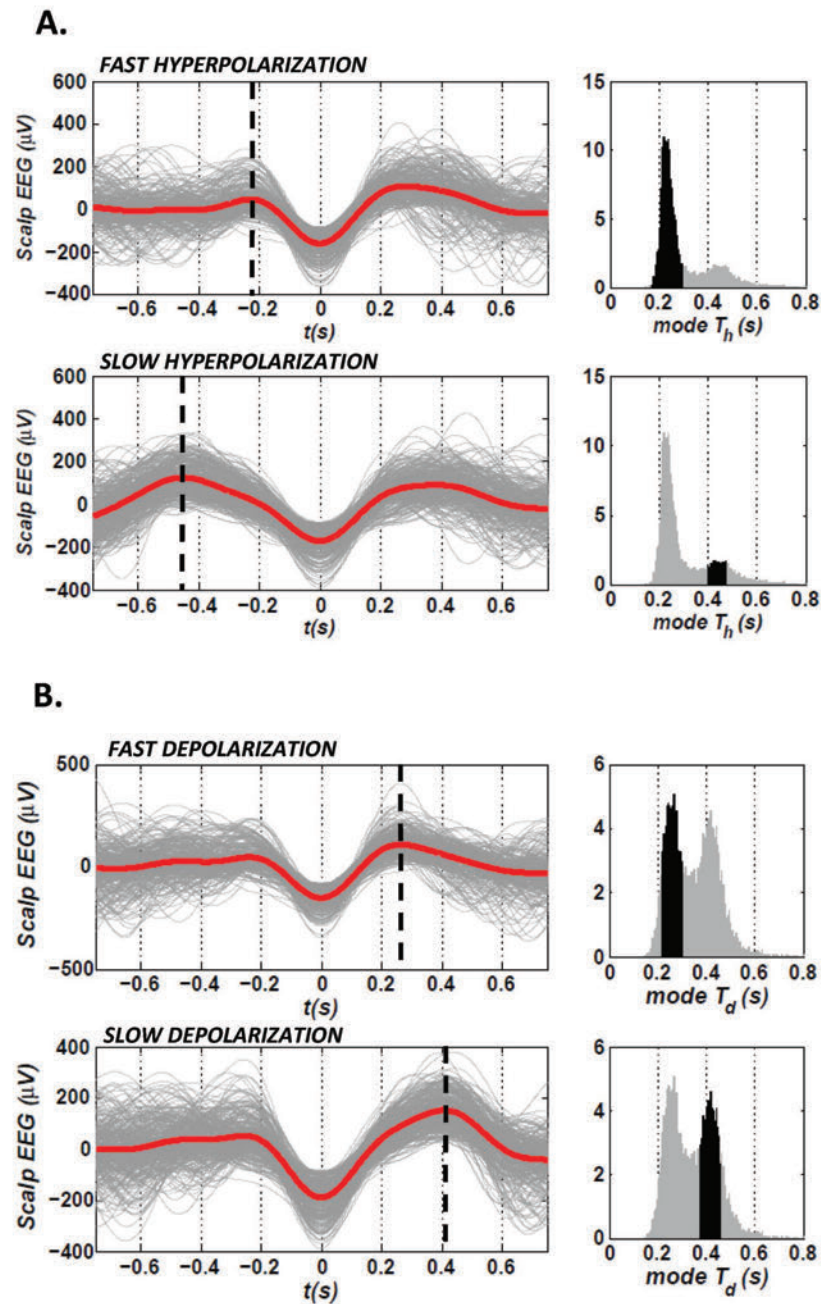 A.
FAST HYPERPOLARIZATION
600
400
200
0
−200
−400
Scalp EEG (μV)
−0.6 −0.4 −0.2 0 0.2 0.4 0.6
t(s)
15
10
5
0
0.2 0.4 0.6 0.8
mode T_h (s)
SLOW HYPERPOLARIZATION
600
400
200
0
−200
−400
Scalp EEG (μV)
−0.6 −0.4 −0.2 0 0.2 0.4 0.6
t(s)
15
10
5
0
0.2 0.4 0.6 0.8
mode T_h (s)
B.
FAST DEPOLARIZATION
500
0
−500
Scalp EEG (μV)
−0.6 −0.4 −0.2 0 0.2 0.4 0.6
t(s)
6
4
2
0
0.2 0.4 0.6 0.8
mode T_d (s)
SLOW DEPOLARIZATION
400
200
0
−200
−400
Scalp EEG (μV)
−0.6 −0.4 −0.2 0 0.2 0.4 0.6
t(s)
6
4
2
0
0.2 0.4 0.6 0.8
mode T_d (s)